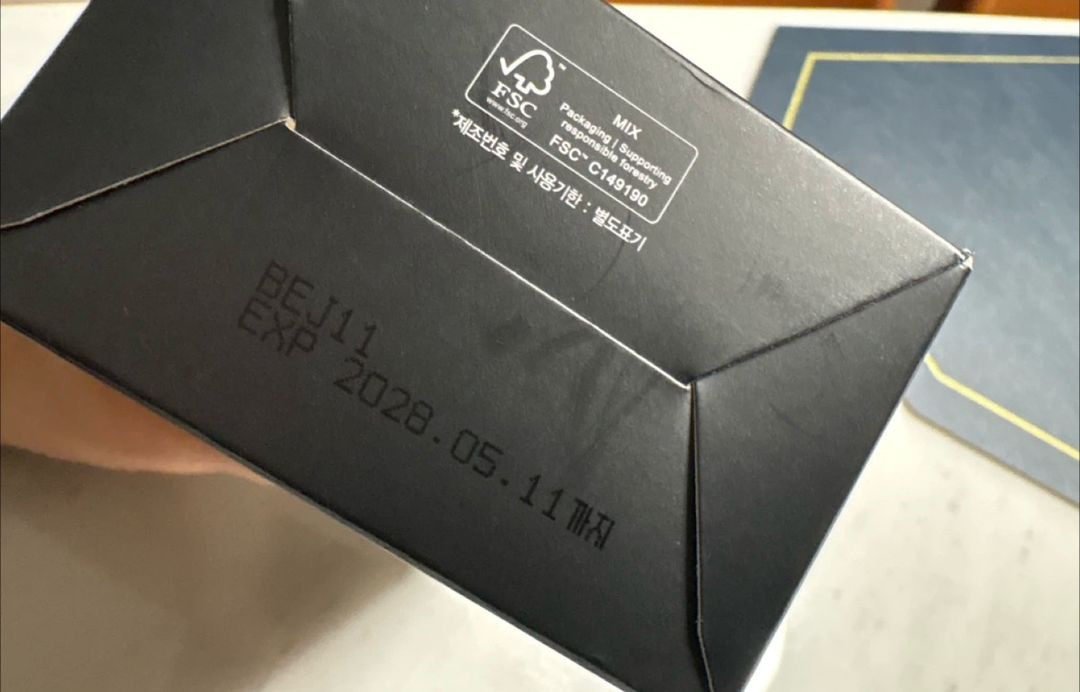 FSC™
www.fsc.org
MIX
Packaging | Supporting
responsible forestry
FSC™ C149190
*제조번호 및 사용기한 : 별도표기
BEJ11
EXP 2028.05.11까지